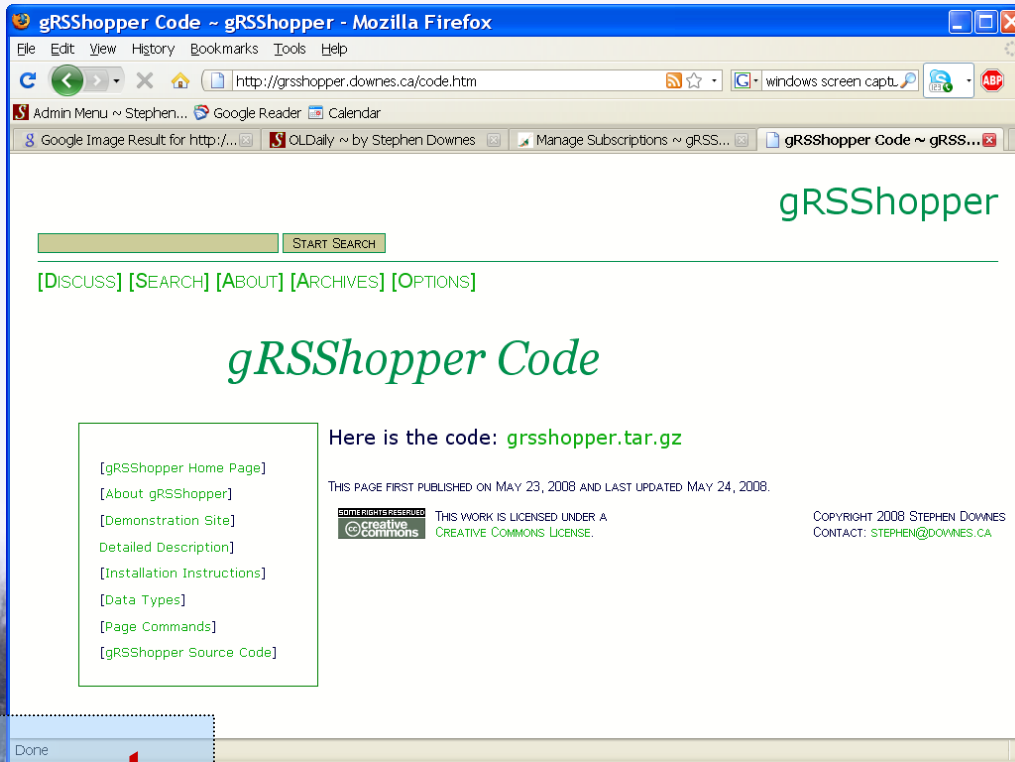 gRSShopper Code ~ gRSShopper - Mozilla Firefox
File Edit View History Bookmarks Tools Help
http://grsshopper.downes.ca/code.htm
G windows screen captu
ABP
Admin Menu ~ Stephen... Google Reader Calendar
Google Image Result for http:/... OLDaily ~ by Stephen Downes Manage Subscriptions ~ gRSS... gRSShopper Code ~ gRSS...
gRSShopper
START SEARCH
[DISCUSS] [SEARCH] [ABOUT] [ARCHIVES] [OPTIONS]
gRSShopper Code
[gRSShopper Home Page]
[About gRSShopper]
[Demonstration Site]
Detailed Description]
[Installation Instructions]
[Data Types]
[Page Commands]
[gRSShopper Source Code]
Here is the code: grsshopper.tar.gz
THIS PAGE FIRST PUBLISHED ON MAY 23, 2008 AND LAST UPDATED MAY 24, 2008.
SOME RIGHTS RESERVED
cc creative commons
THIS WORK IS LICENSED UNDER A
CREATIVE COMMONS LICENSE.
COPYRIGHT 2008 STEPHEN DOWNES
CONTACT: STEPHEN@DOWNES.CA
Done